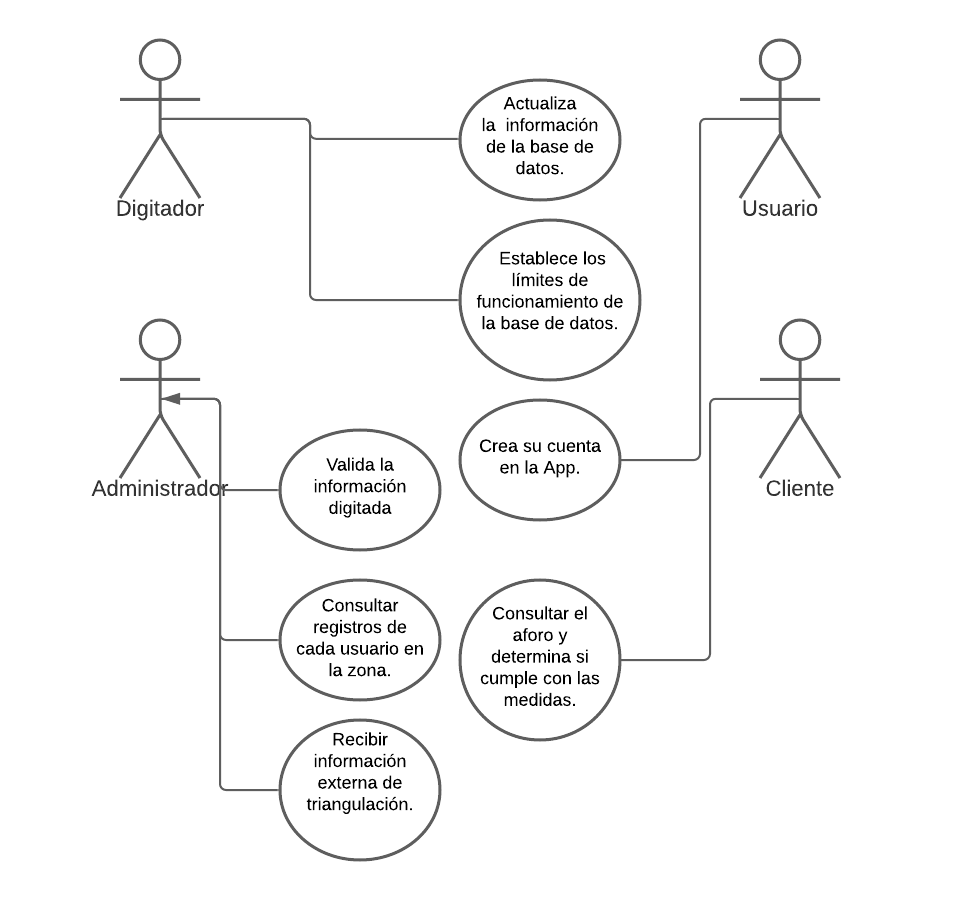 Actualiza
la información
de la base de
datos.
Digitador
Usuario
Establece los
límites de
funcionamiento de
la base de datos.
Crea su cuenta
en la App.
Valida la
información
digitada
Administrador
Cliente
Consultar
registros de
cada usuario en
la zona.
Consultar el
aforo y
determina si
cumple con las
medidas.
Recibir
información
externa de
triangulación.